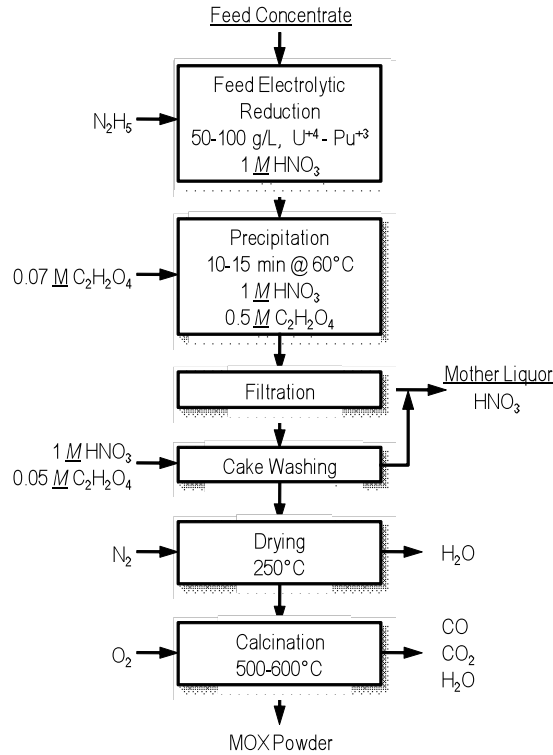 Feed Concentrate
Feed Electrolytic
Reduction
50-100 g/L, U⁺⁴ - Pu⁺³
1 M HNO₃
N₂H₅
Precipitation
10-15 min @ 60°C
1 M HNO₃
0.5 M C₂H₂O₄
0.07 M C₂H₂O₄
Filtration
Mother Liquor
HNO₃
1 M HNO₃
0.05 M C₂H₂O₄
Cake Washing
N₂
Drying
250°C
H₂O
O₂
Calcination
500-600°C
CO
CO₂
H₂O
MOX Powder